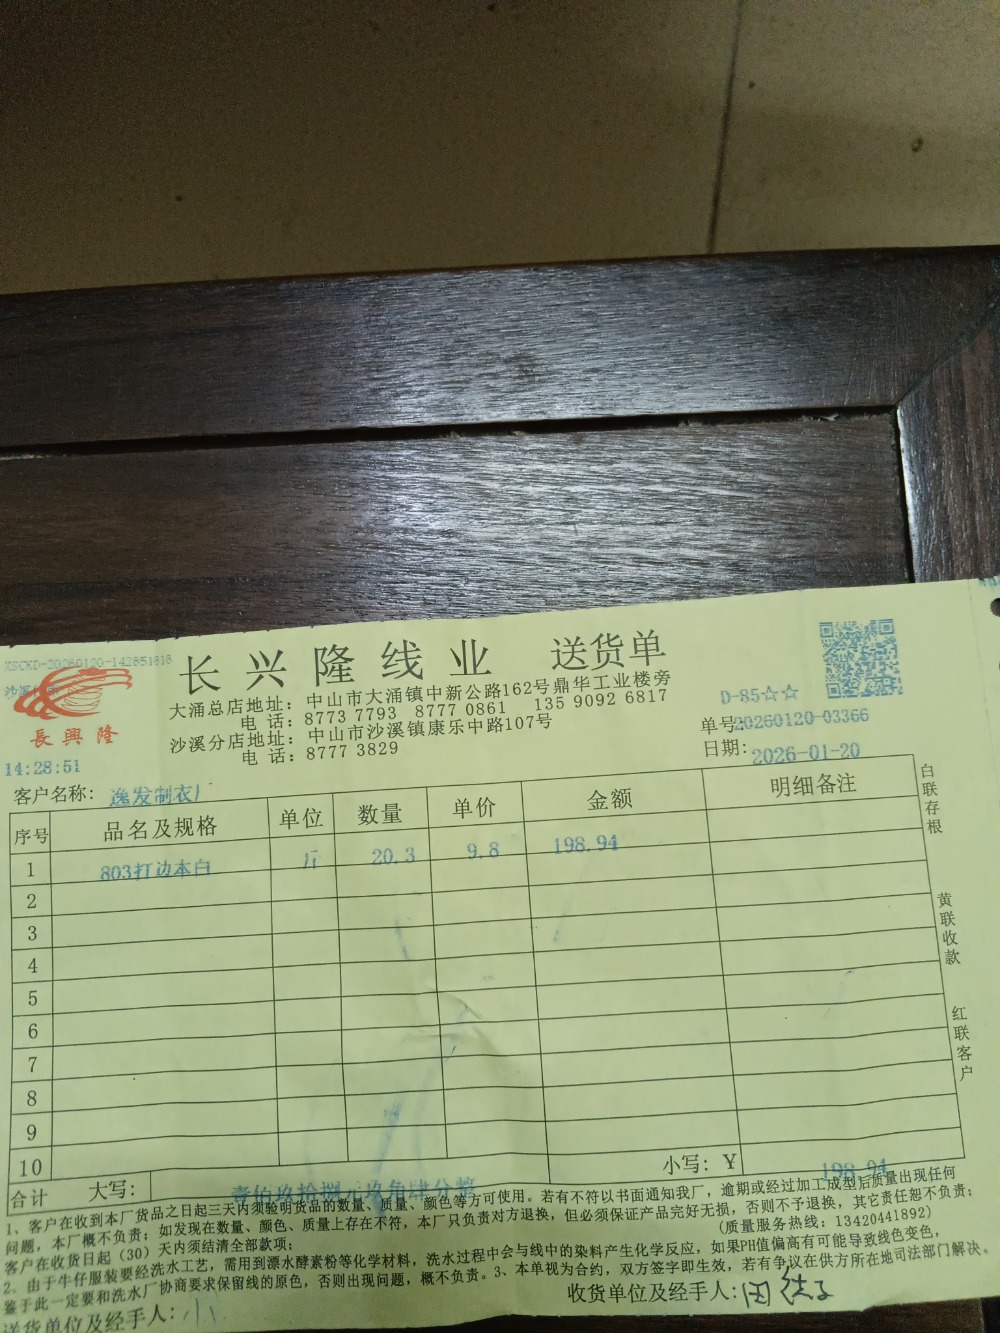 XSCKD-20260120-142851818
长兴隆线业 送货单
長興隆
大涌总店地址: 中山市大涌镇中新公路162号鼎华工业楼旁
电 话: 8773 7793 8777 0861 135 9092 6817
沙溪分店地址: 中山市沙溪镇康乐中路107号
电 话: 8777 3829
D-85☆☆
单号:20260120-03366
日期: 2026-01-20
14:28:51
客户名称: 逸发制衣厂
序号 品名及规格 单位 数量 单价 金额 明细备注
1 803打边本白 斤 20.3 9.8 198.94
2
3
4
5
6
7
8
9
10
合计 大写: 壹佰玖拾捌元玖角肆分整 小写: ¥ 198.94
白联存根
黄联收款
红联客户
1、客户在收到本厂货品之日起三天内须验明货品的数量、质量、颜色等方可使用。若有不符以书面通知我厂，逾期或经过加工成型后质量出现任何
问题，本厂概不负责；如发现在数量、颜色、质量上存在不符，本厂只负责对方退换，但必须保证产品完好无损，否则不予退换，其它责任恕不负责；
客户在收货日起（30）天内须结清全部款项； (质量服务热线: 13420441892)
2、由于牛仔服装要经洗水工艺，需用到漂水酵素粉等化学材料，洗水过程中会与线中的染料产生化学反应，如果PH值偏高有可能导致线色变色，
鉴于此一定要和洗水厂协商要求保留线的原色，否则出现问题，概不负责。3、本单视为合约，双方签字即生效，若有争议在供方所在地司法部门解决。
送货单位及经手人: 小
收货单位及经手人: